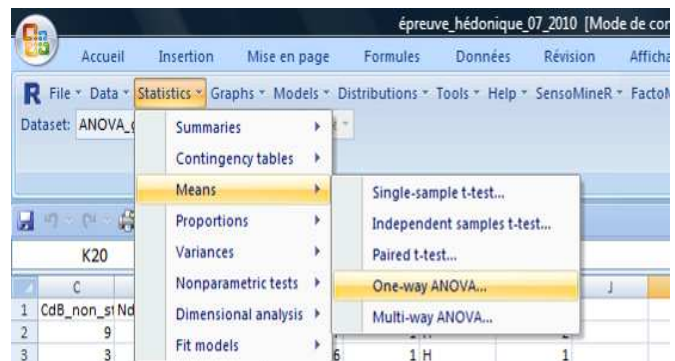 épreuve_hédonique_07_2010 [Mode de con
Accueil Insertion Mise en page Formules Données Révision Afficha
R File Data Statistics Graphs Models Distributions Tools Help SensoMineR FactoM
Dataset: ANOVA_g
Summaries
Contingency tables
Means
Proportions
Variances
Nonparametric tests
Dimensional analysis
Fit models
Single-sample t-test...
Independent samples t-test...
Paired t-test...
One-way ANOVA...
Multi-way ANOVA...
K20
C J
1 CdB_non_st Nd
2 9
3 3 6 1 H 1